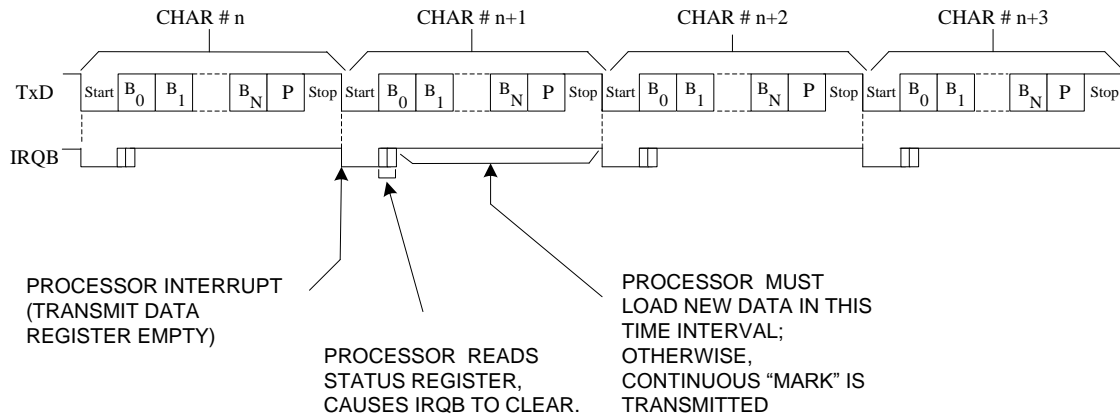 CHAR # n CHAR # n+1 CHAR # n+2 CHAR # n+3
TxD Start B0 B1 BN P Stop Start B0 B1 BN P Stop Start B0 B1 BN P Stop Start B0 B1 BN P Stop
IRQB
PROCESSOR INTERRUPT
(TRANSMIT DATA
REGISTER EMPTY)
PROCESSOR READS
STATUS REGISTER,
CAUSES IRQB TO CLEAR.
PROCESSOR MUST
LOAD NEW DATA IN THIS
TIME INTERVAL;
OTHERWISE,
CONTINUOUS “MARK” IS
TRANSMITTED